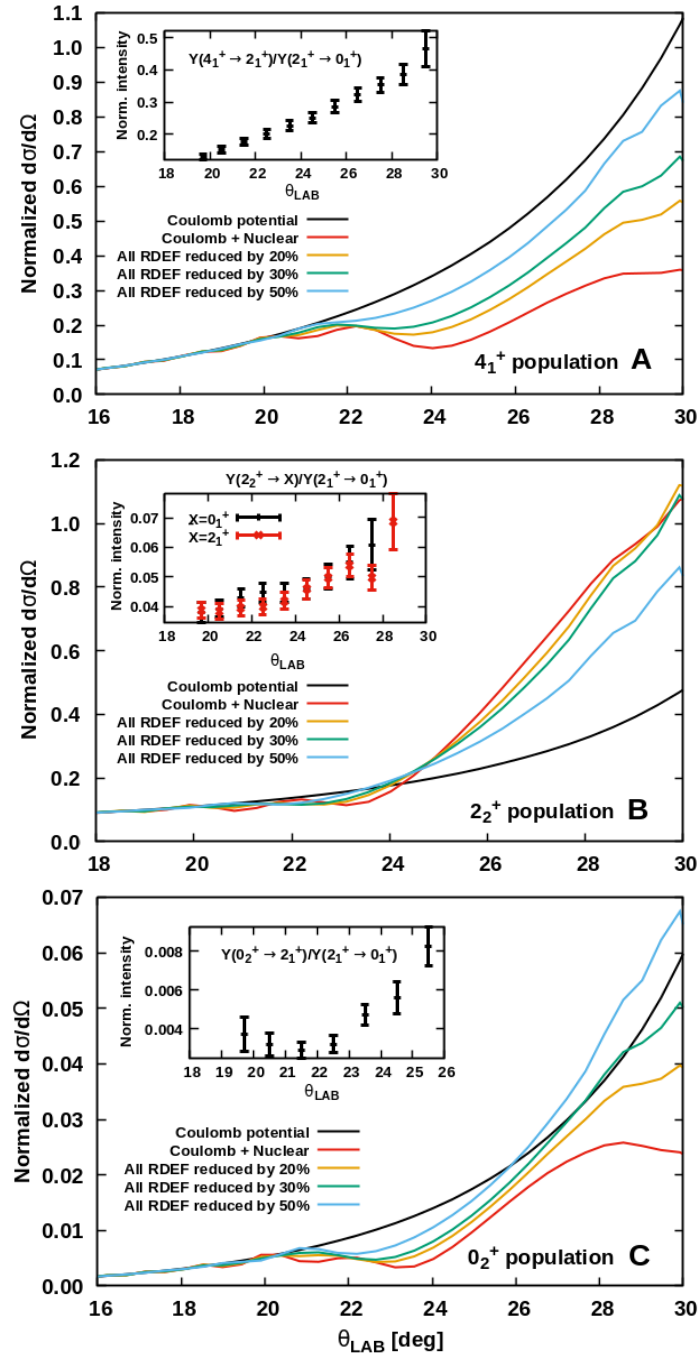 1.1
1.0
0.9
0.8
0.7
0.6
0.5
0.4
0.3
0.2
0.1
0.0
Normalized dσ/dΩ
0.5
0.4
0.3
0.2
Norm. intensity
Y(4₁⁺ → 2₁⁺)/Y(2₁⁺ → 0₁⁺)
18 20 22 24 26 28 30
θLAB
Coulomb potential
Coulomb + Nuclear
All RDEF reduced by 20%
All RDEF reduced by 30%
All RDEF reduced by 50%
4₁⁺ population A
16 18 20 22 24 26 28 30
1.2
1.0
0.8
0.6
0.4
0.2
0.0
Normalized dσ/dΩ
Y(2₂⁺ → X)/Y(2₁⁺ → 0₁⁺)
0.07
0.06
0.05
0.04
Norm. intensity
X=0₁⁺
X=2₁⁺
18 20 22 24 26 28 30
θLAB
Coulomb potential
Coulomb + Nuclear
All RDEF reduced by 20%
All RDEF reduced by 30%
All RDEF reduced by 50%
2₂⁺ population B
18 20 22 24 26 28 30
0.07
0.06
0.05
0.04
0.03
0.02
0.01
0.00
Normalized dσ/dΩ
0.008
0.004
Norm. intensity
Y(0₂⁺ → 2₁⁺)/Y(2₁⁺ → 0₁⁺)
18 19 20 21 22 23 24 25 26
θLAB
Coulomb potential
Coulomb + Nuclear
All RDEF reduced by 20%
All RDEF reduced by 30%
All RDEF reduced by 50%
0₂⁺ population C
16 18 20 22 24 26 28 30
θLAB [deg]